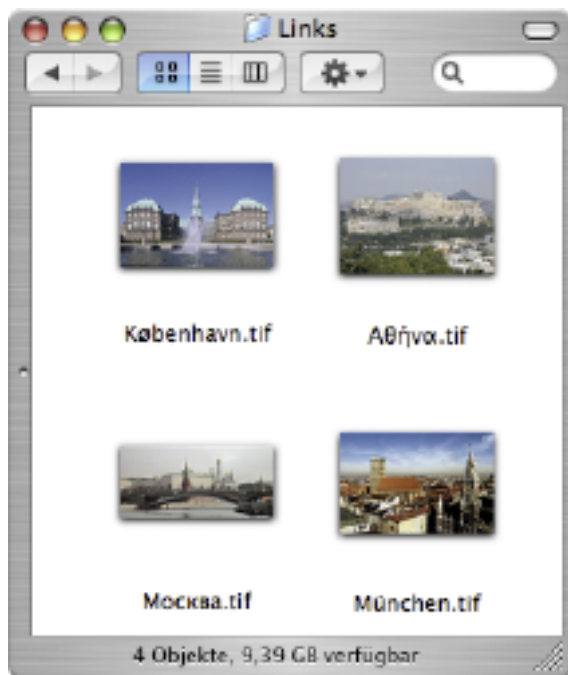 Links
København.tif
Αθήνα.tif
Москва.tif
München.tif
4 Objekte, 9,39 GB verfügbar